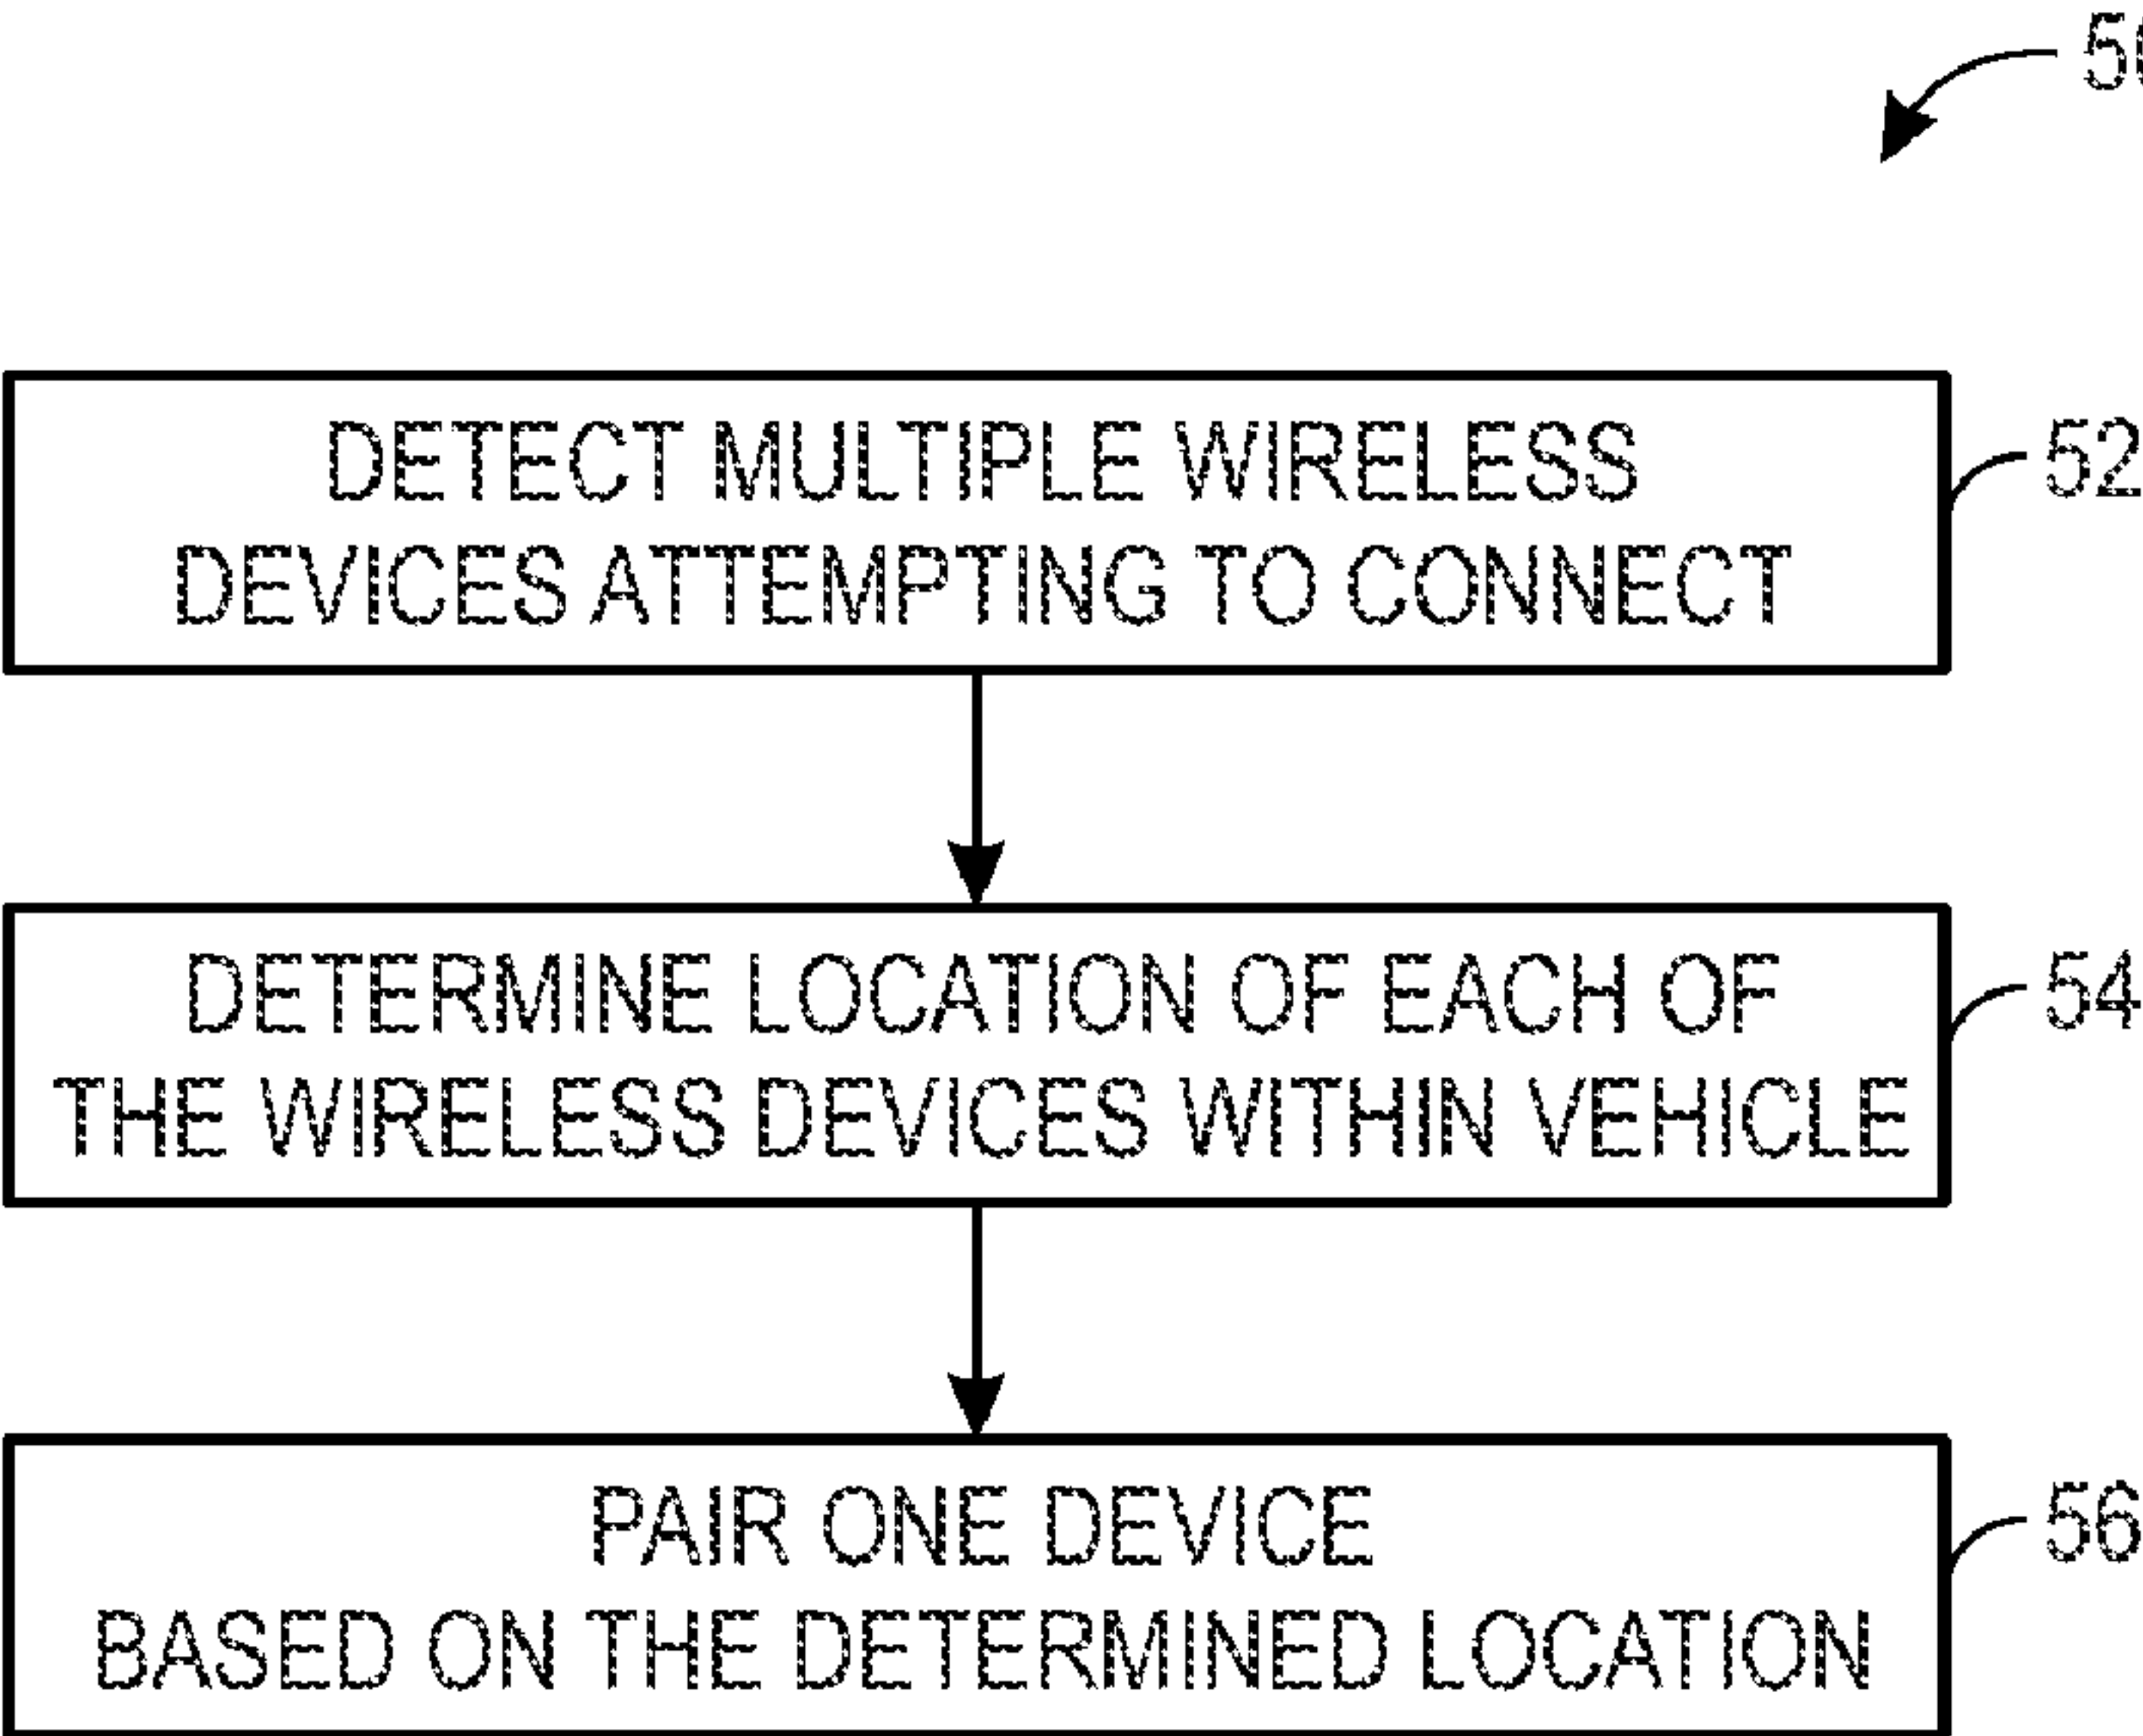 DETECT MULTIPLE WIRELESS
DEVICES ATTEMPTING TO CONNECT
52
DETERMINE LOCATION OF EACH OF
THE WIRELESS DEVICES WITHIN VEHICLE
54
PAIR ONE DEVICE
BASED ON THE DETERMINED LOCATION
56